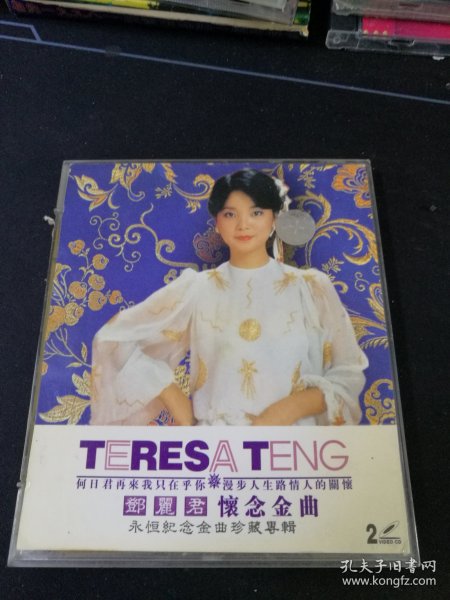 TERESA TENG
何日君再來我只在乎你 漫步人生路情人的關懷
鄧麗君 懷念金曲
永恒紀念金曲珍藏專輯
2 VIDEO CD
孔夫子旧书网
www.kongfz.com